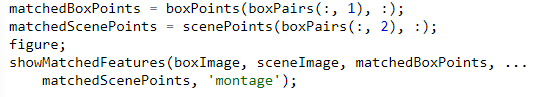 matchedBoxPoints = boxPoints(boxPairs(:, 1), :);
matchedScenePoints = scenePoints(boxPairs(:, 2), :);
figure;
showMatchedFeatures(boxImage, sceneImage, matchedBoxPoints, ...
    matchedScenePoints, 'montage');